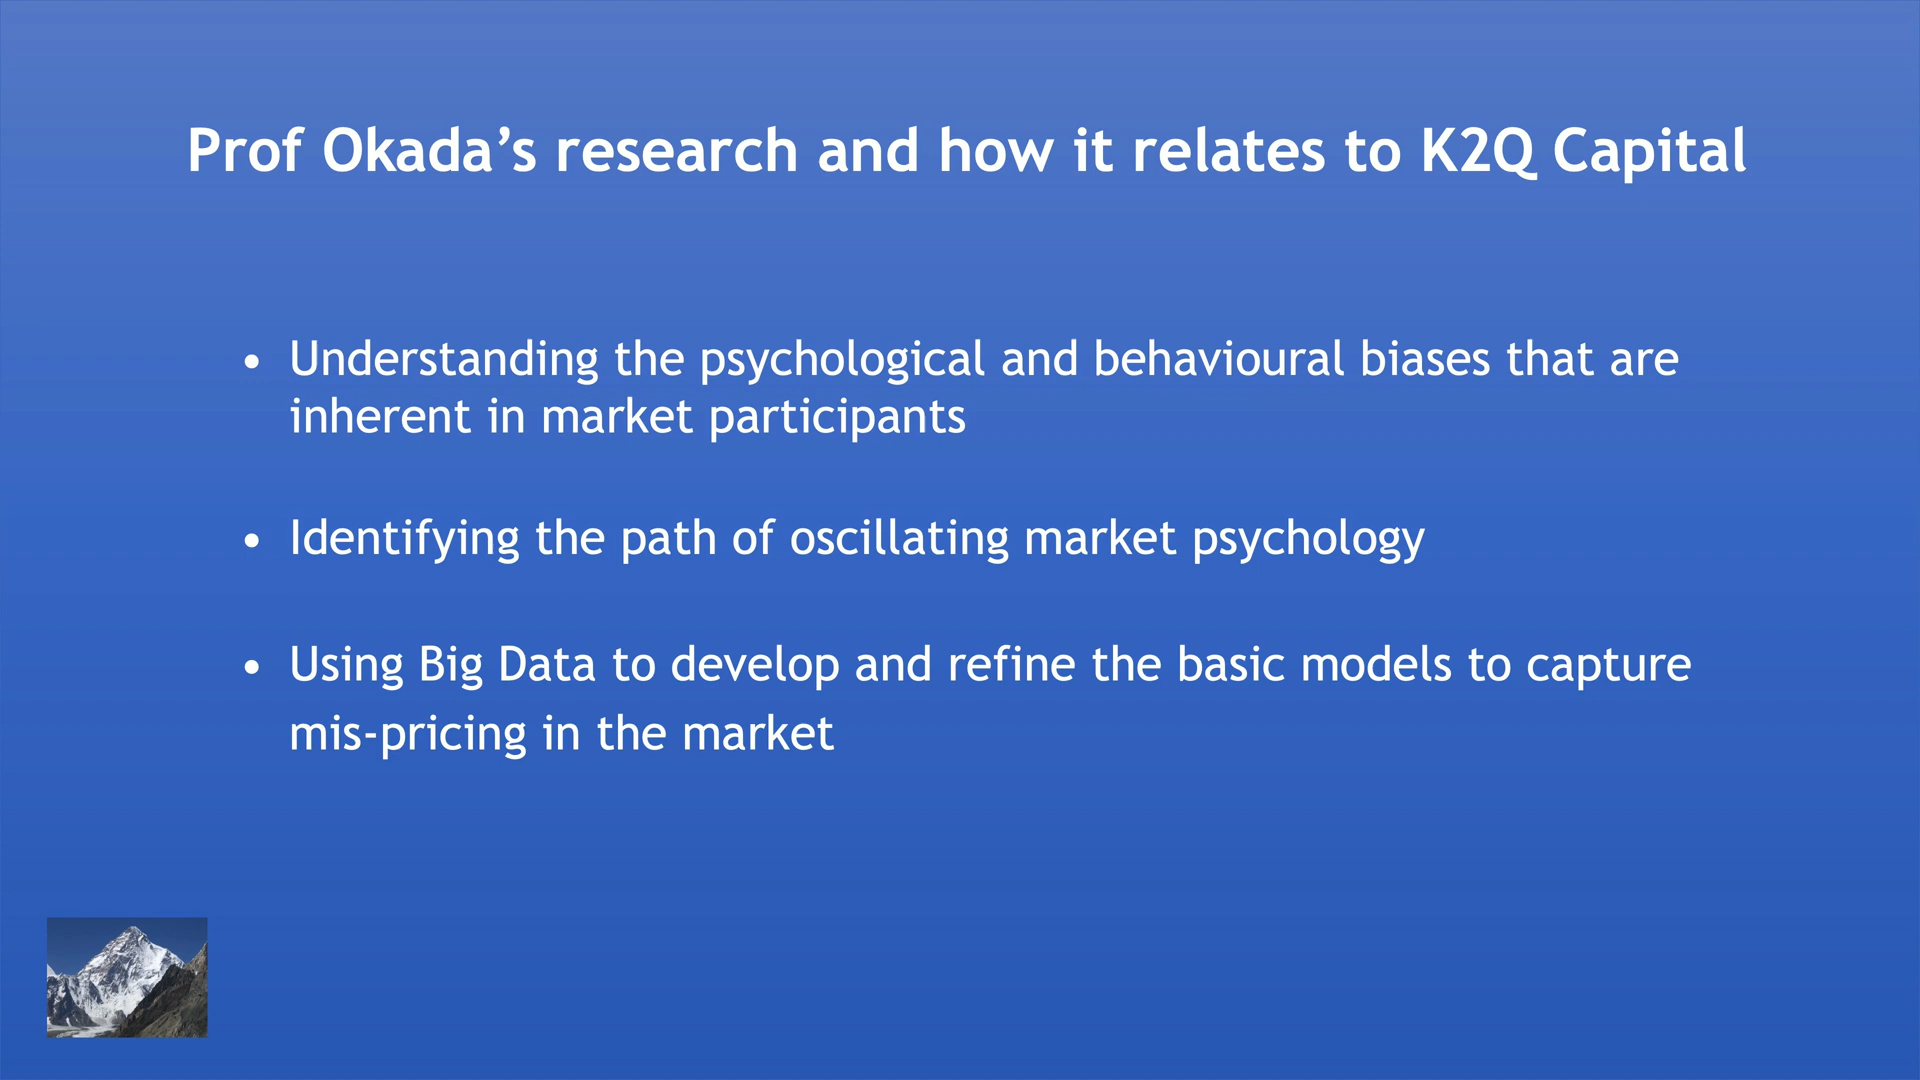 Prof Okada’s research and how it relates to K2Q Capital
• Understanding the psychological and behavioural biases that are
inherent in market participants
• Identifying the path of oscillating market psychology
• Using Big Data to develop and refine the basic models to capture
mis-pricing in the market